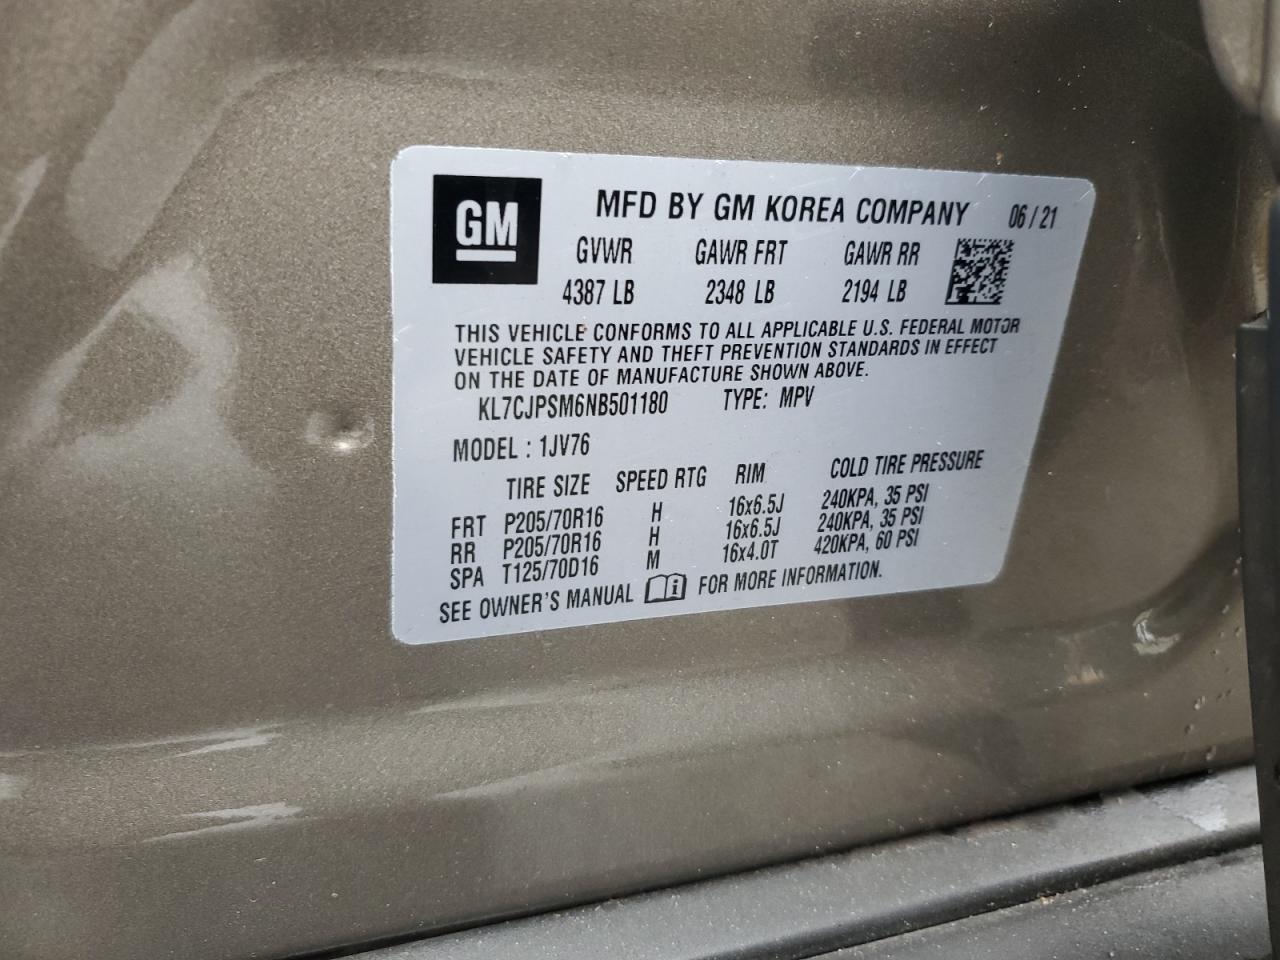 GM
MFD BY GM KOREA COMPANY 06 / 21
GVWR GAWR FRT GAWR RR
4387 LB 2348 LB 2194 LB
THIS VEHICLE CONFORMS TO ALL APPLICABLE U.S. FEDERAL MOTOR
VEHICLE SAFETY AND THEFT PREVENTION STANDARDS IN EFFECT
ON THE DATE OF MANUFACTURE SHOWN ABOVE.
KL7CJPSM6NB501180 TYPE: MPV
MODEL : 1JV76
TIRE SIZE SPEED RTG RIM COLD TIRE PRESSURE
FRT P205/70R16 H 16x6.5J 240KPA, 35 PSI
RR P205/70R16 H 16x6.5J 240KPA, 35 PSI
SPA T125/70D16 M 16x4.0T 420KPA, 60 PSI
SEE OWNER'S MANUAL FOR MORE INFORMATION.